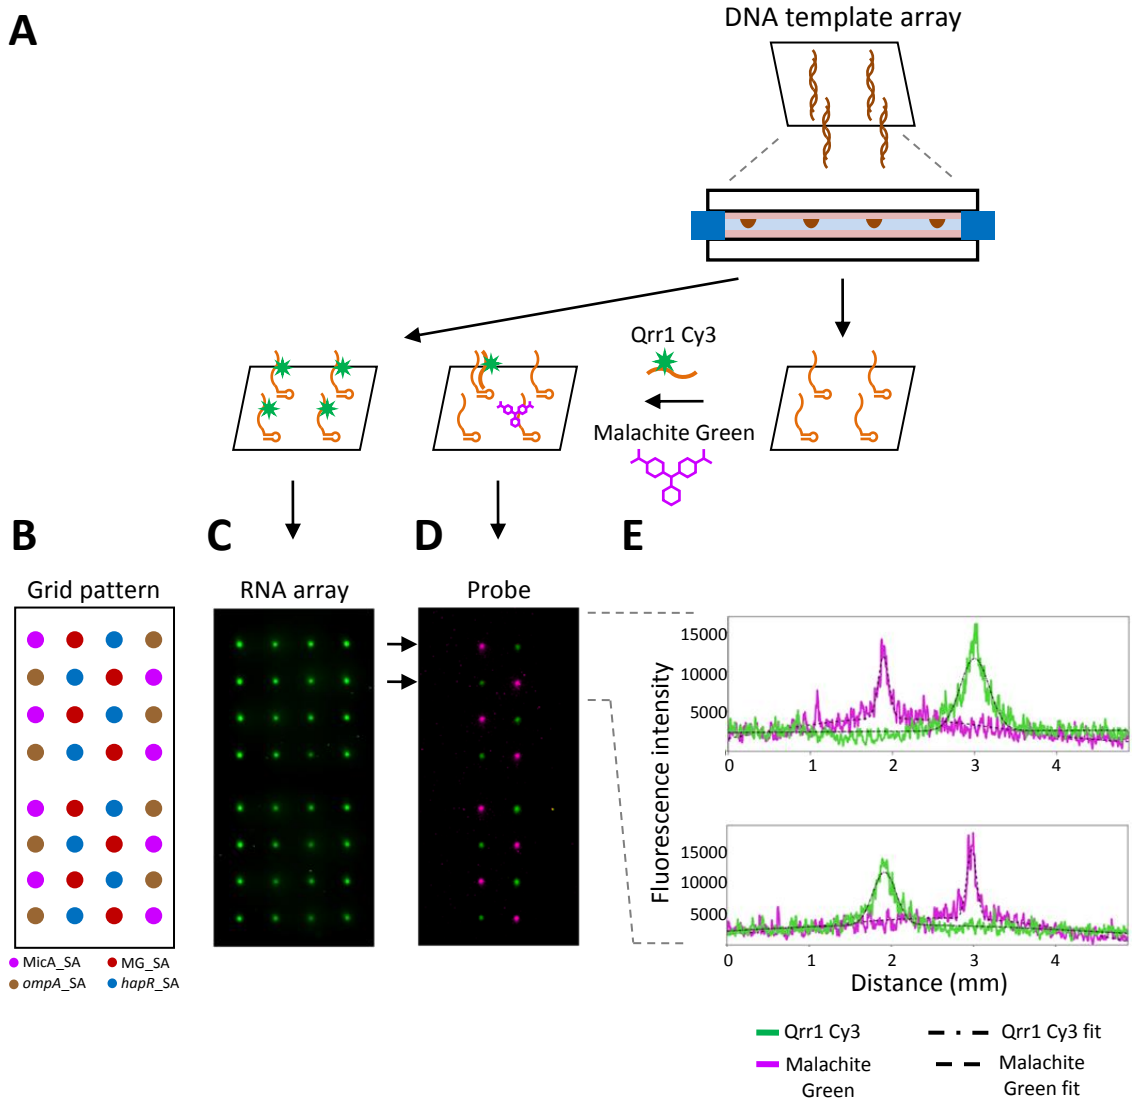 A
DNA template array
Qrr1 Cy3
Malachite Green
B
C
D
E
Grid pattern
RNA array
Probe
MicA_SA
MG_SA
ompA_SA
hapR_SA
Fluorescence intensity
15000
10000
5000
0
1
2
3
4
15000
10000
5000
0
1
2
3
4
Distance (mm)
Qrr1 Cy3
Qrr1 Cy3 fit
Malachite
Green
Malachite
Green fit